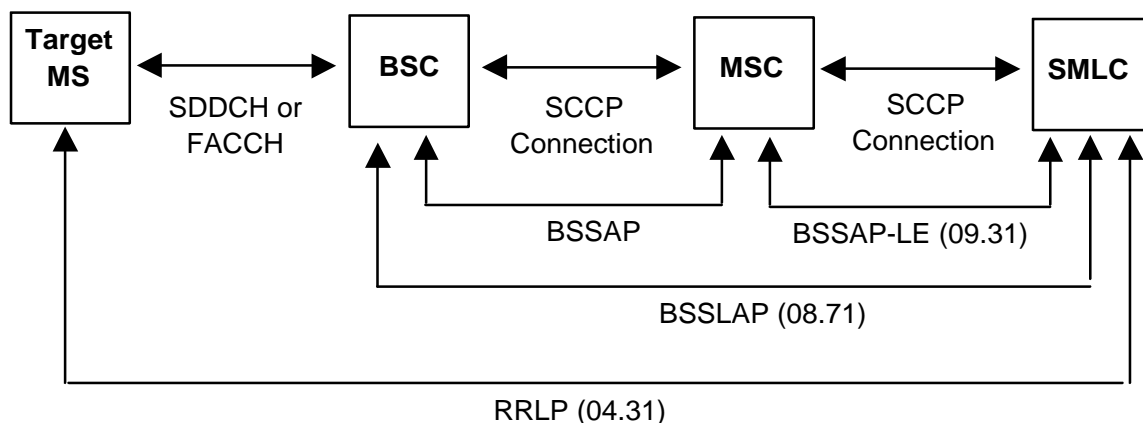 Target
MS
BSC
MSC
SMLC
SDDCH or
FACCH
SCCP
Connection
SCCP
Connection
BSSAP
BSSAP-LE (09.31)
BSSLAP (08.71)
RRLP (04.31)